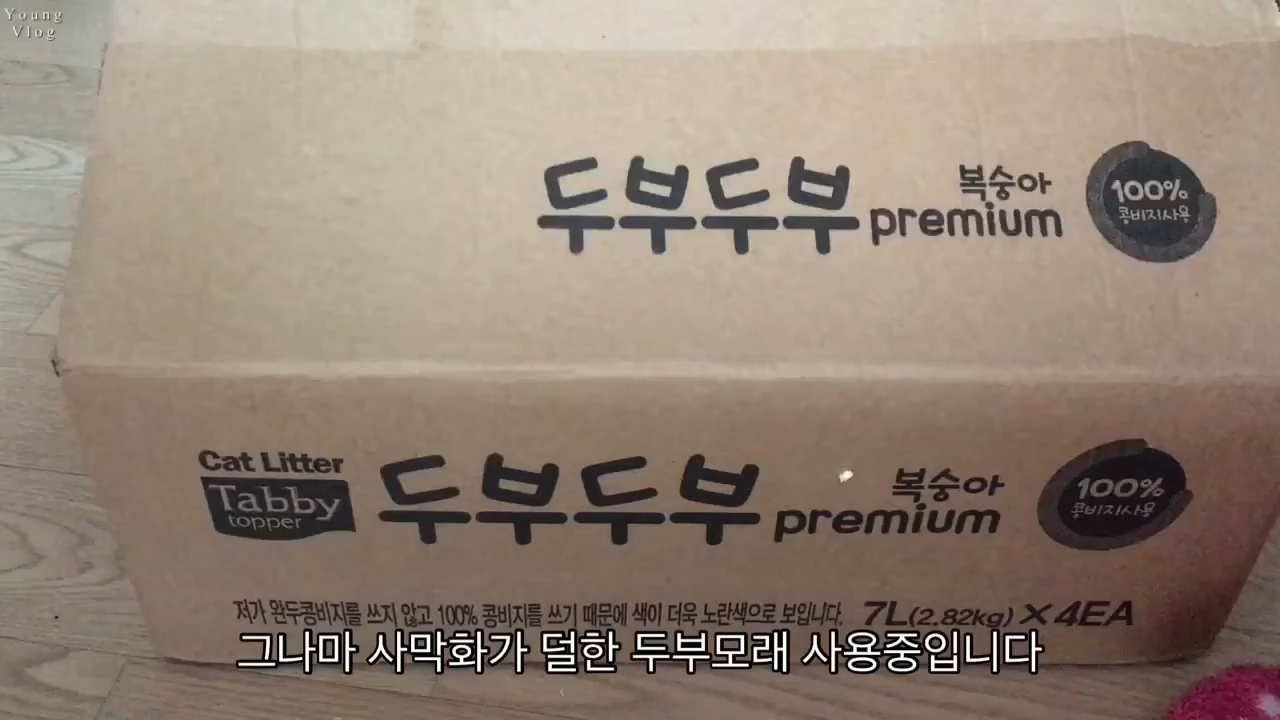 Young
Vlog
두부두부 복숭아 premium
100%
콩비지사용
Cat Litter
Tabby
topper
두부두부 복숭아 premium
100%
콩비지사용
저가 완두콩비지를 쓰지 않고 100% 콩비지를 쓰기 때문에 색이 더욱 노란색으로 보입니다. 7L(2.82kg)X4EA
그나마 사막화가 덜한 두부모래 사용중입니다